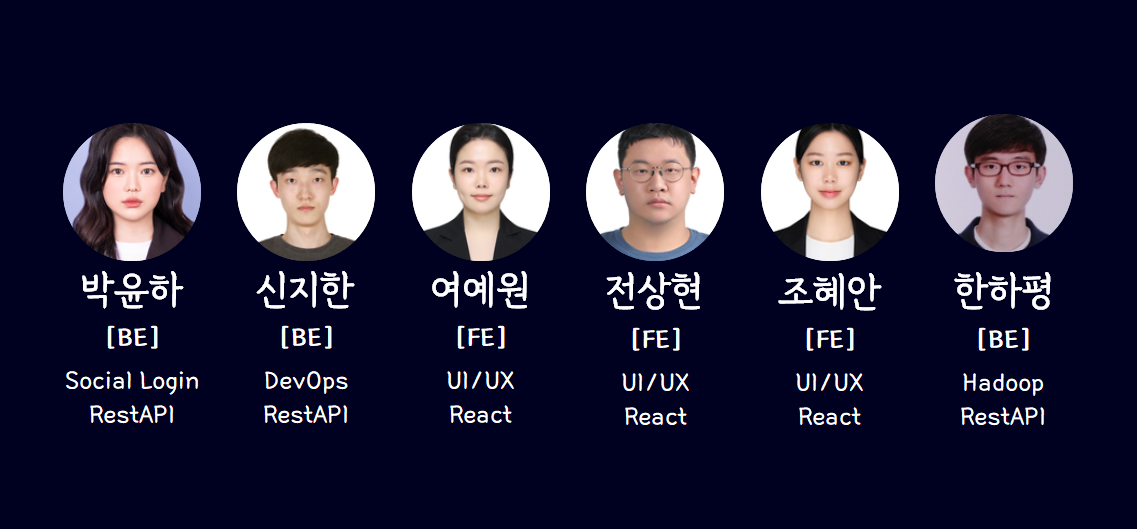 박윤하
[BE]
Social Login
RestAPI
신지한
[BE]
DevOps
RestAPI
여예원
[FE]
UI/UX
React
전상현
[FE]
UI/UX
React
조혜안
[FE]
UI/UX
React
한하평
[BE]
Hadoop
RestAPI